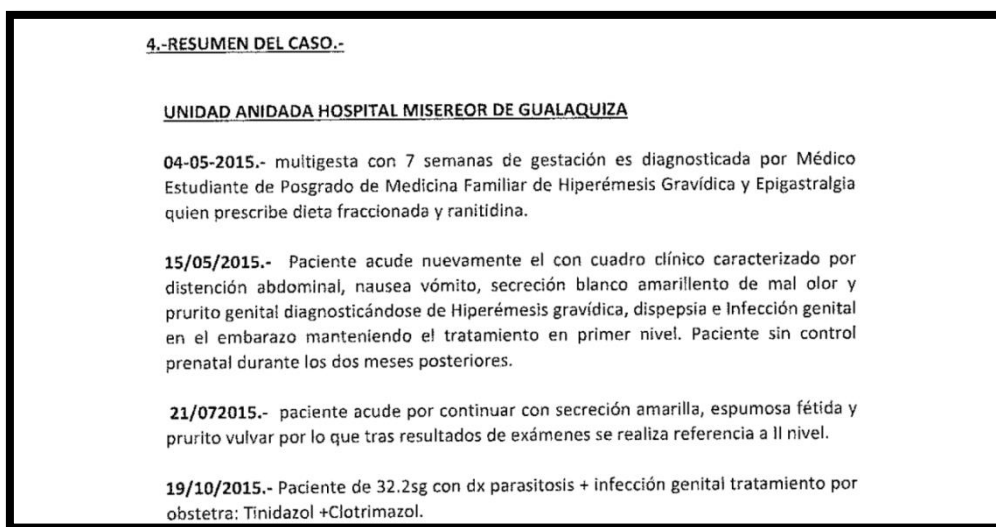 4.-RESUMEN DEL CASO.-
UNIDAD ANIDADA HOSPITAL MISEREOR DE GUALAQUIZA
04-05-2015.- multigesta con 7 semanas de gestación es diagnosticada por Médico
Estudiante de Posgrado de Medicina Familiar de Hiperémesis Gravídica y Epigastralgia
quien prescribe dieta fraccionada y ranitidina.
15/05/2015.- Paciente acude nuevamente el con cuadro clínico caracterizado por
distención abdominal, nausea vómito, secreción blanco amarillento de mal olor y
prurito genital diagnosticándose de Hiperémesis gravídica, dispepsia e Infección genital
en el embarazo manteniendo el tratamiento en primer nivel. Paciente sin control
prenatal durante los dos meses posteriores.
21/072015.- paciente acude por continuar con secreción amarilla, espumosa fétida y
prurito vulvar por lo que tras resultados de exámenes se realiza referencia a II nivel.
19/10/2015.- Paciente de 32.2sg con dx parasitosis + infección genital tratamiento por
obstetra: Tinidazol +Clotrimazol.